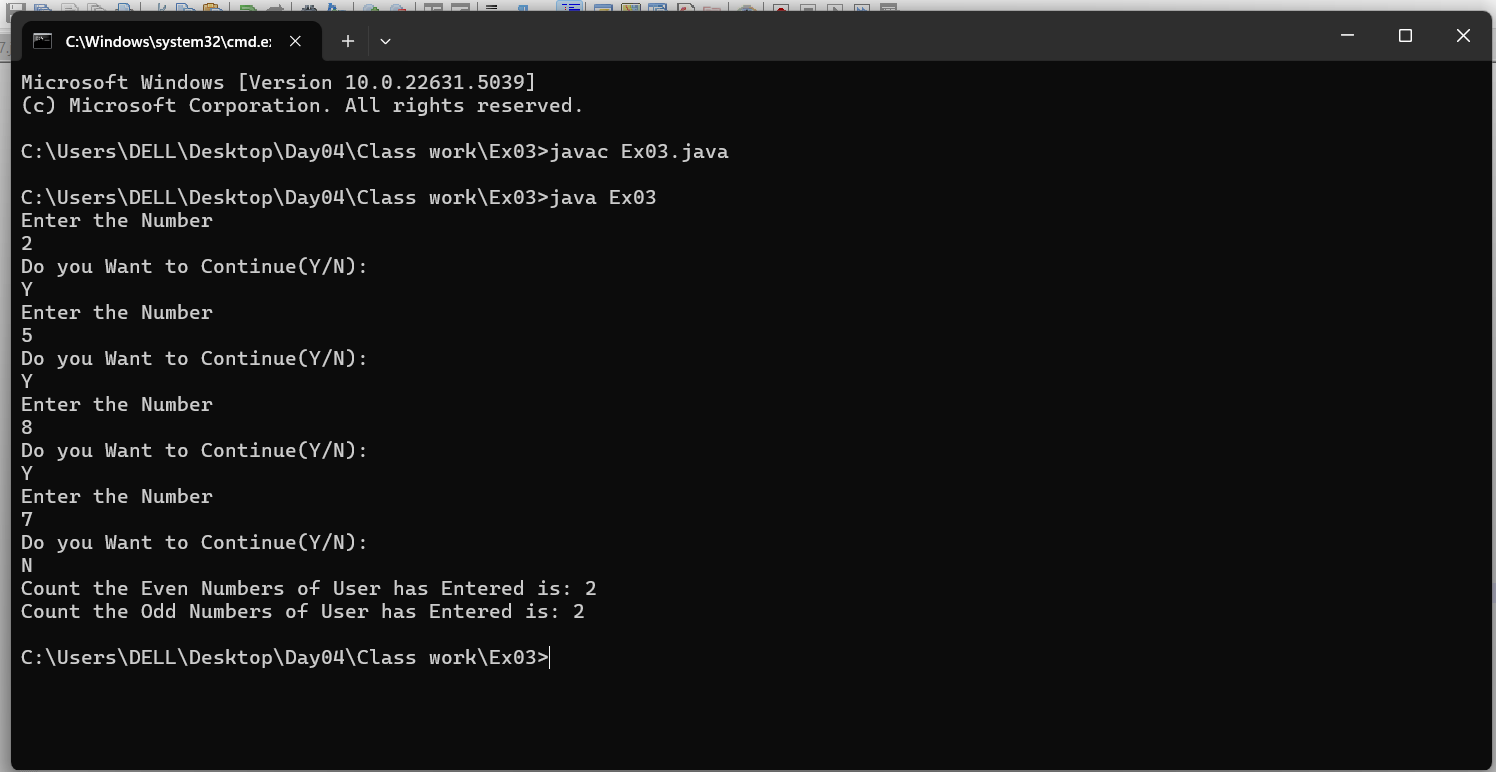 C:\Windows\system32\cmd.e
Microsoft Windows [Version 10.0.22631.5039]
(c) Microsoft Corporation. All rights reserved.
C:\Users\DELL\Desktop\Day04\Class work\Ex03>javac Ex03.java
C:\Users\DELL\Desktop\Day04\Class work\Ex03>java Ex03
Enter the Number
2
Do you Want to Continue(Y/N):
Y
Enter the Number
5
Do you Want to Continue(Y/N):
Y
Enter the Number
8
Do you Want to Continue(Y/N):
Y
Enter the Number
7
Do you Want to Continue(Y/N):
N
Count the Even Numbers of User has Entered is: 2
Count the Odd Numbers of User has Entered is: 2
C:\Users\DELL\Desktop\Day04\Class work\Ex03>